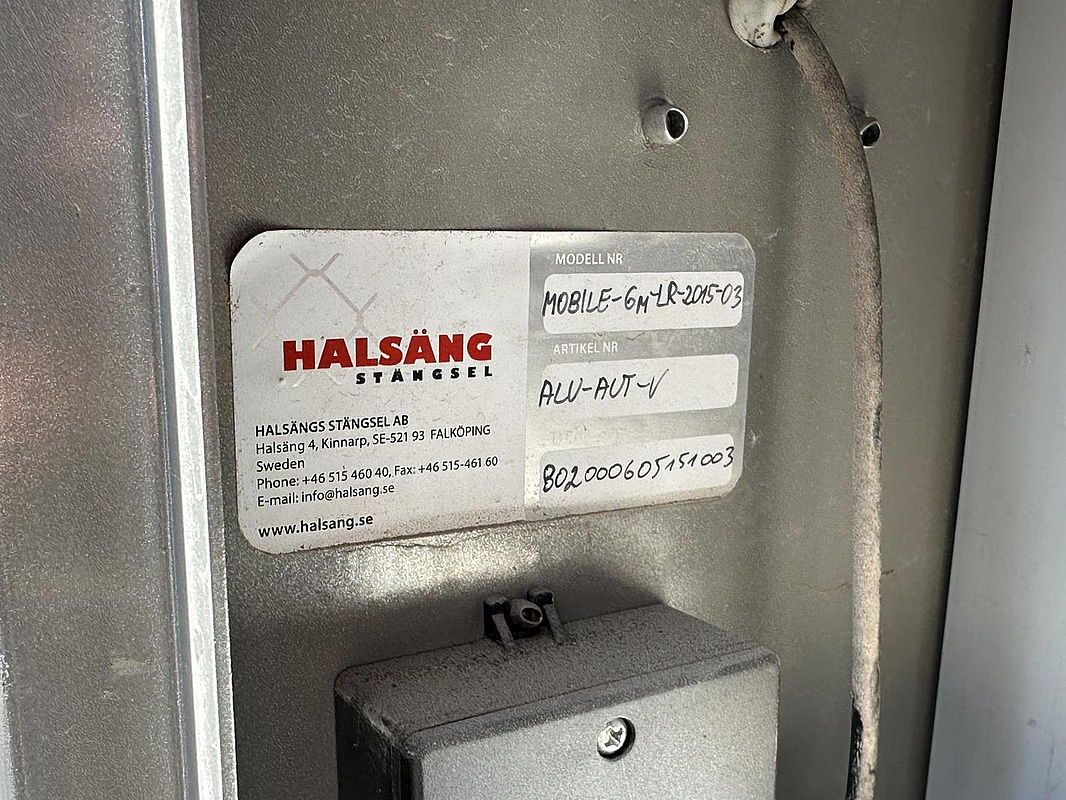 HALSÄNG
STÄNGSEL
HALSÄNGS STÄNGSEL AB
Halsäng 4, Kinnarp, SE-521 93 FALKÖPING
Sweden
Phone: +46 515 460 40, Fax: +46 515-461 60
E-mail: info@halsang.se
www.halsang.se
MODELL NR
MOBILE-6M-LR-2015-03
ARTIKEL NR
ALU-AUT-V
802000605151003